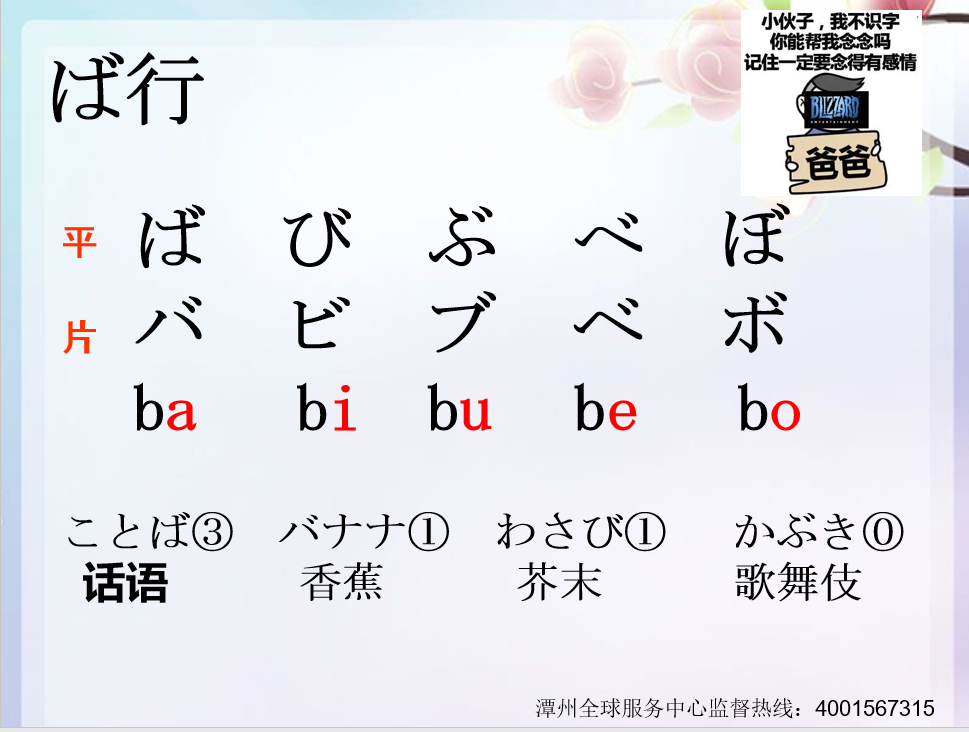 ば行
小伙子，我不识字
你能帮我念念吗
记住一定要念得有感情
BLIZZARD
ENTERTAINMENT
爸爸
平 ば び ぶ べ ぼ
片 バ ビ ブ ベ ボ
ba bi bu be bo
ことば③ バナナ① わさび① かぶき⓪
话语 香蕉 芥末 歌舞伎
潭州全球服务中心监督热线：4001567315